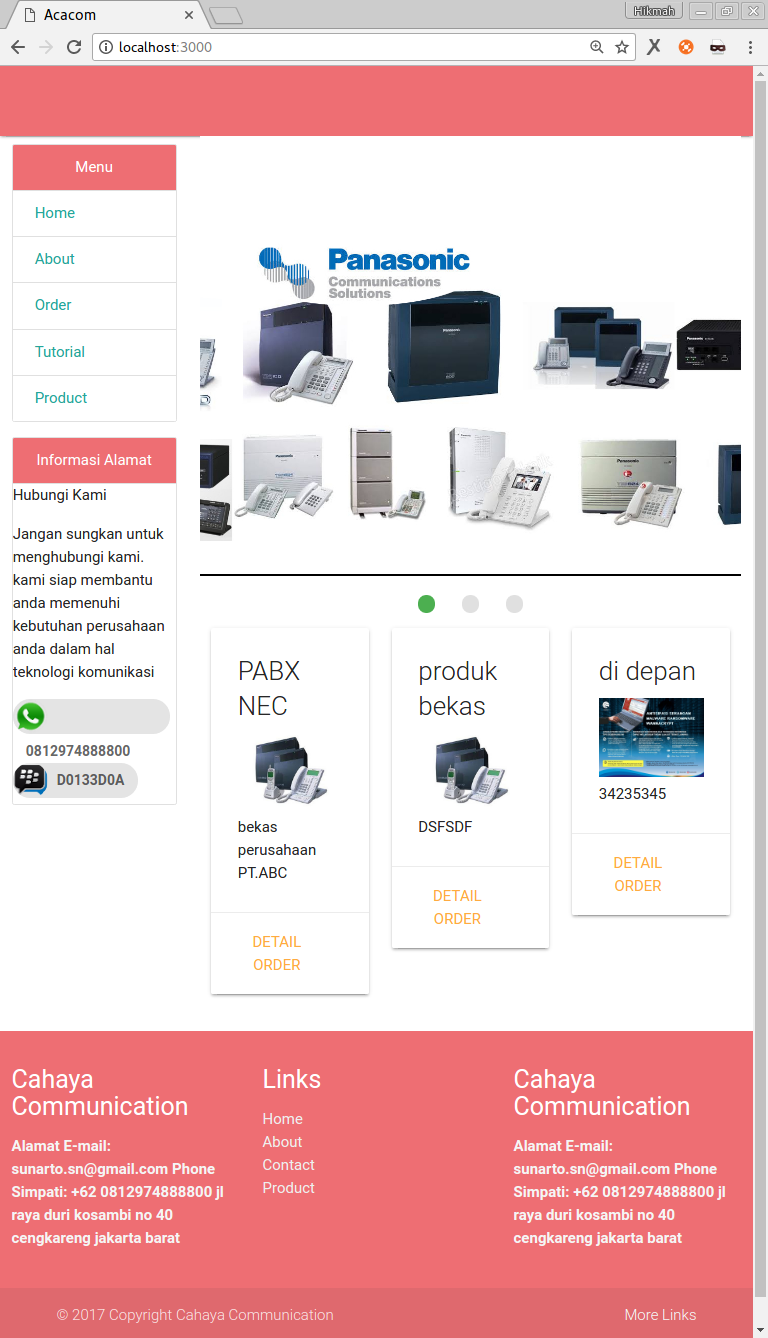 Acacom
Hikmah
localhost:3000
Menu
Home
About
Order
Tutorial
Product
Informasi Alamat
Hubungi Kami
Jangan sungkan untuk
menghubungi kami.
kami siap membantu
anda memenuhi
kebutuhan perusahaan
anda dalam hal
teknologi komunikasi
0812974888800
D0133D0A
Panasonic
Communications
Solutions
PABX
NEC
bekas
perusahaan
PT.ABC
DETAIL
ORDER
produk
bekas
DSFSDF
DETAIL
ORDER
di depan
34235345
DETAIL
ORDER
Cahaya
Communication
Alamat E-mail:
sunarto.sn@gmail.com Phone
Simpati: +62 0812974888800 jl
raya duri kosambi no 40
cengkareng jakarta barat
Links
Home
About
Contact
Product
Cahaya
Communication
Alamat E-mail:
sunarto.sn@gmail.com Phone
Simpati: +62 0812974888800 jl
raya duri kosambi no 40
cengkareng jakarta barat
© 2017 Copyright Cahaya Communication
More Links